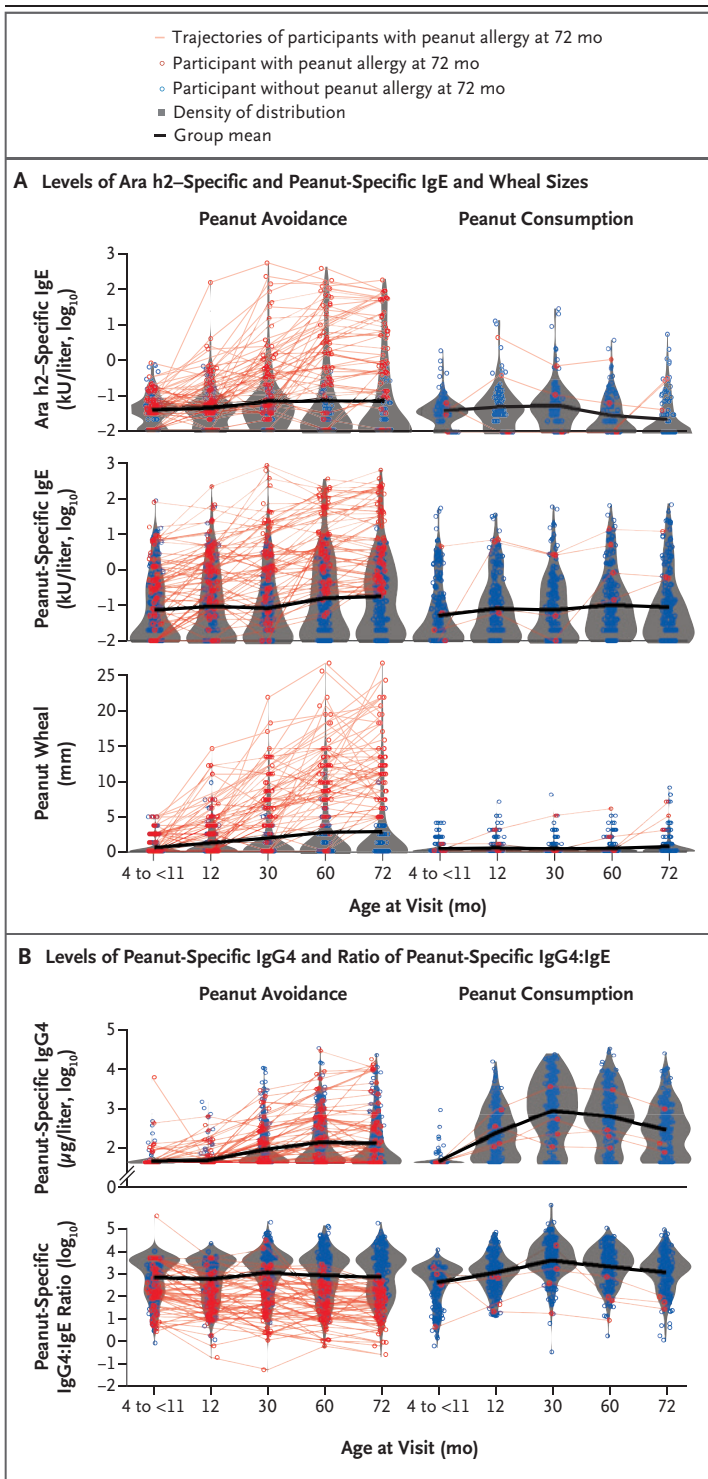 Trajectories of participants with peanut allergy at 72 mo
Participant with peanut allergy at 72 mo
Participant without peanut allergy at 72 mo
Density of distribution
Group mean
A Levels of Ara h2–Specific and Peanut-Specific IgE and Wheal Sizes
Peanut Avoidance
Peanut Consumption
Ara h2–Specific IgE
(kU/liter, log10)
3
2
1
0
−1
−2
Peanut-Specific IgE
(kU/liter, log10)
3
2
1
0
−1
−2
Peanut Wheal
(mm)
25
20
15
10
5
0
4 to <11 12 30 60 72 4 to <11 12 30 60 72
Age at Visit (mo)
B Levels of Peanut-Specific IgG4 and Ratio of Peanut-Specific IgG4:IgE
Peanut Avoidance
Peanut Consumption
Peanut-Specific IgG4
(μg/liter, log10)
5
4
3
2
0
Peanut-Specific
IgG4:IgE Ratio (log10)
5
4
3
2
1
0
−1
−2
4 to <11 12 30 60 72 4 to <11 12 30 60 72
Age at Visit (mo)